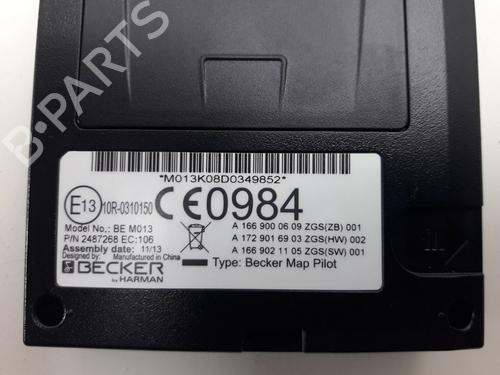 B-PARTS
*M013K08D0349852*
E13 10R-0310150 CE0984
Model No.: BE M013
P/N 2487268 EC:106
Assembly date: 11/13
Designed by Manufactured in China
BECKER
by HARMAN
A 166 900 06 09 ZGS(ZB) 001
A 172 901 69 03 ZGS(HW) 002
A 166 902 11 05 ZGS(SW) 001
Type: Becker Map Pilot